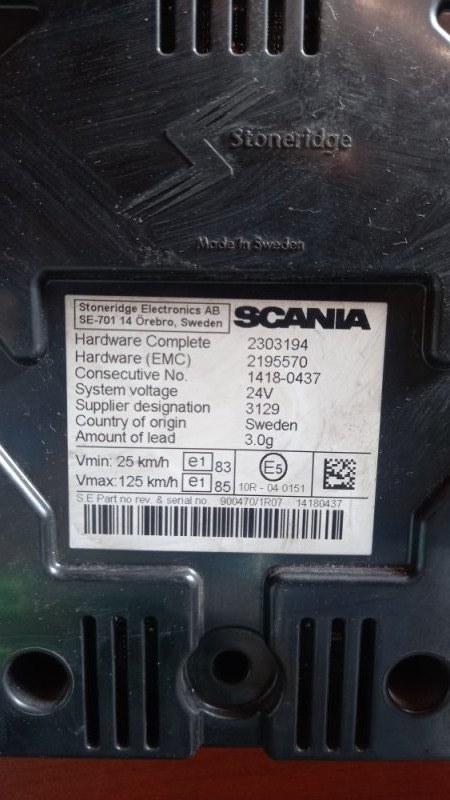 Stoneridge
Made In Sweden
Stoneridge Electronics AB
SE-701 14 Örebro, Sweden
SCANIA
Hardware Complete 2303194
Hardware (EMC) 2195570
Consecutive No. 1418-0437
System voltage 24V
Supplier designation 3129
Country of origin Sweden
Amount of lead 3.0g
Vmin: 25 km/h e1 83
Vmax:125 km/h e1 85
E5
10R - 04 0151
S.E Part no rev. & serial no 900470/1R07 14180437